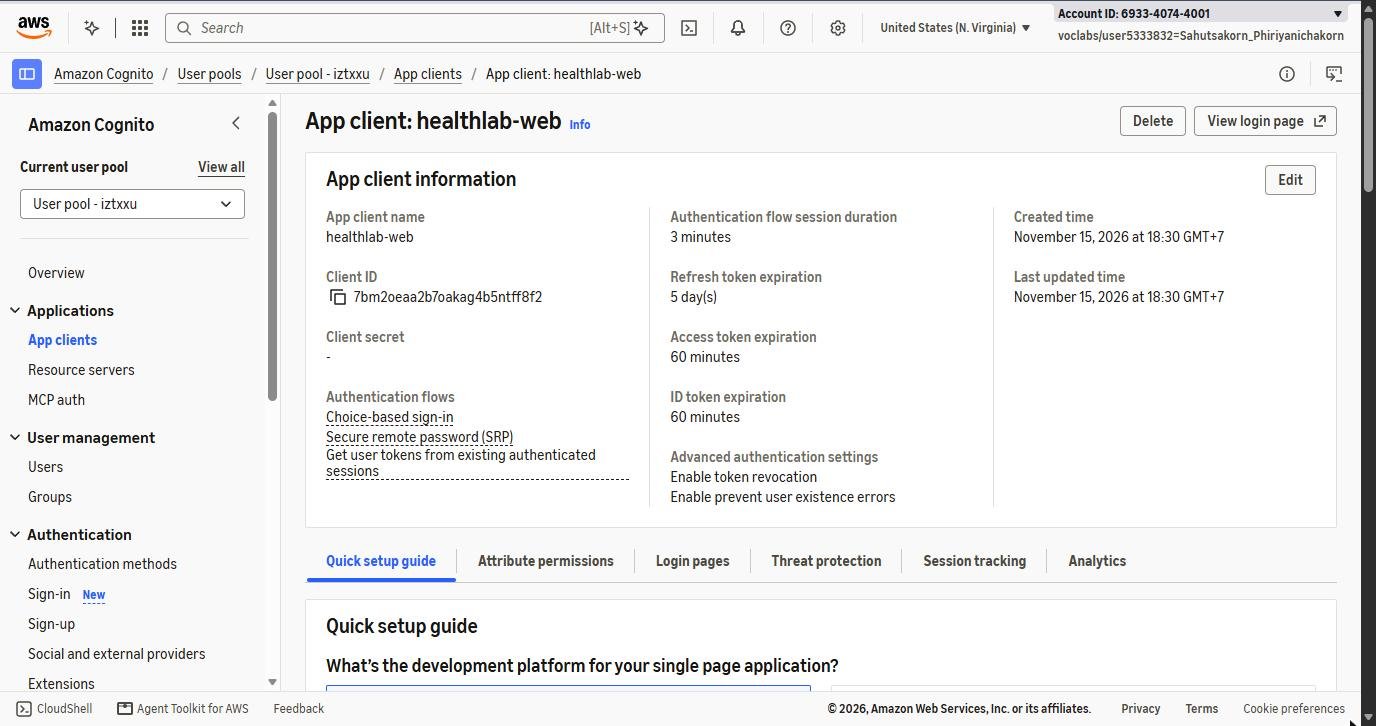 aws
Search
[Alt+S]
United States (N. Virginia)
Account ID: 6933-4074-4001
voclabs/user5333832=Sahutsakorn_Phiriyanichakorn
Amazon Cognito / User pools / User pool - iztxxu / App clients / App client: healthlab-web
Amazon Cognito
Current user pool
View all
User pool - iztxxu
Overview
Applications
App clients
Resource servers
MCP auth
User management
Users
Groups
Authentication
Authentication methods
Sign-in New
Sign-up
Social and external providers
Extensions
App client: healthlab-web Info
Delete
View login page
App client information
Edit
App client name
healthlab-web
Client ID
7bm2oeaa2b7oakag4b5ntff8f2
Client secret
-
Authentication flows
Choice-based sign-in
Secure remote password (SRP)
Get user tokens from existing authenticated
sessions
Authentication flow session duration
3 minutes
Refresh token expiration
5 day(s)
Access token expiration
60 minutes
ID token expiration
60 minutes
Advanced authentication settings
Enable token revocation
Enable prevent user existence errors
Created time
November 15, 2026 at 18:30 GMT+7
Last updated time
November 15, 2026 at 18:30 GMT+7
Quick setup guide
Attribute permissions
Login pages
Threat protection
Session tracking
Analytics
Quick setup guide
What's the development platform for your single page application?
CloudShell
Agent Toolkit for AWS
Feedback
© 2026, Amazon Web Services, Inc. or its affiliates.
Privacy
Terms
Cookie preferences